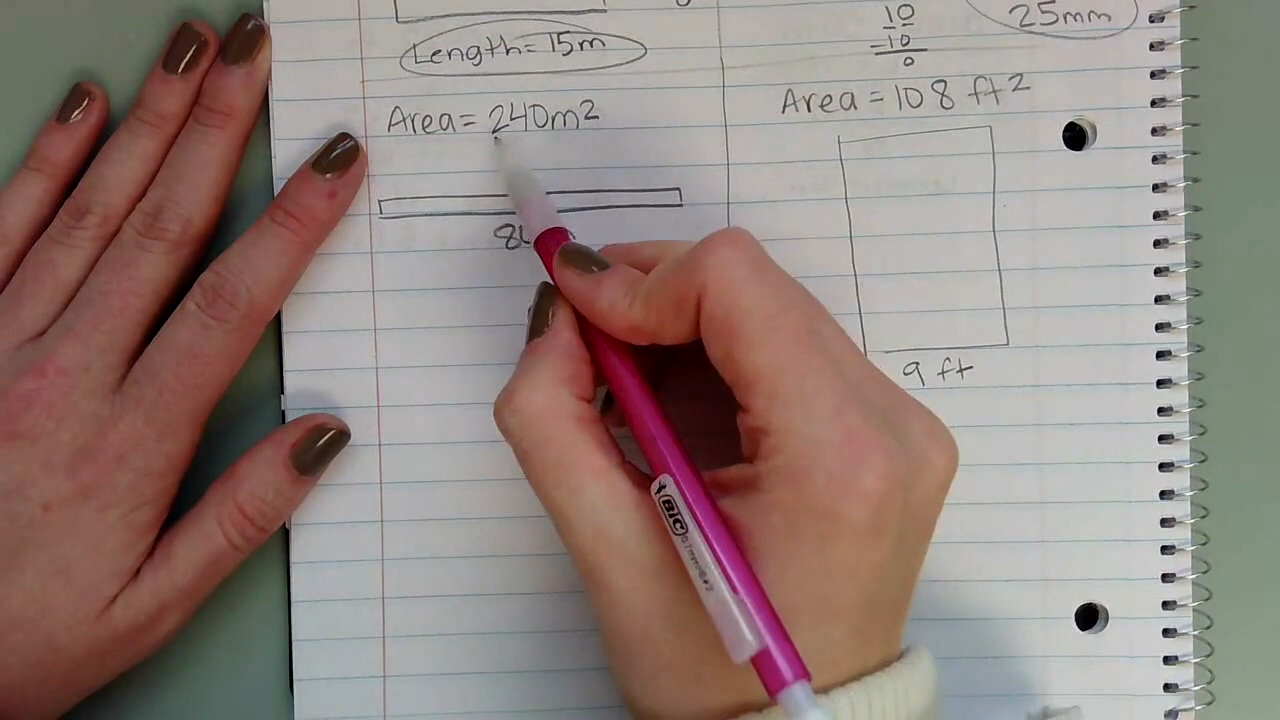 Length = 15m
Area = 240m2
10
-10
0
25mm
Area = 108 ft2
9 ft
BIC